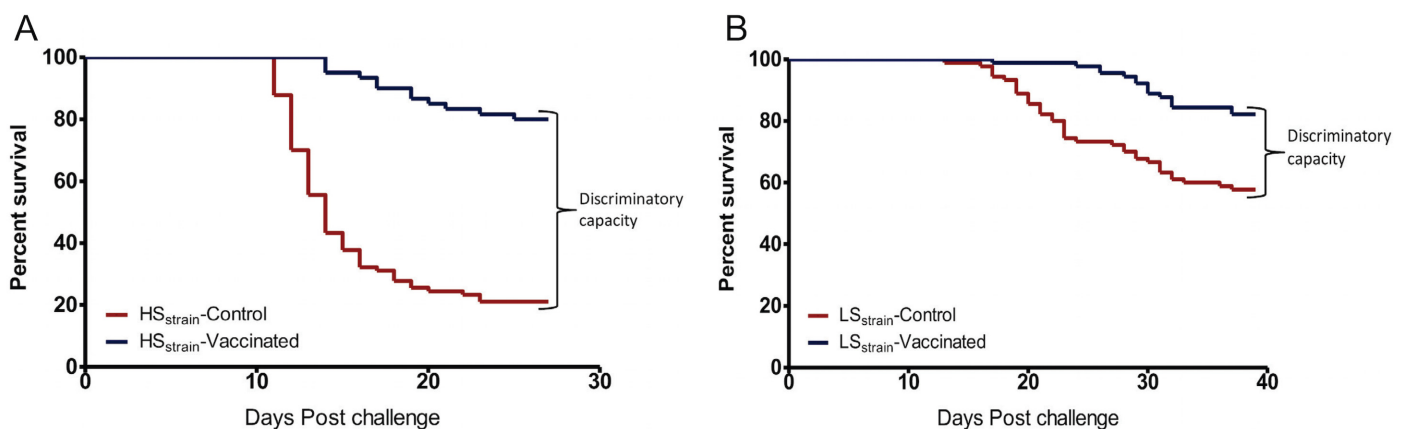 A
Percent survival
100
80
60
40
20
0
0 10 20 30
Days Post challenge
HSstrain-Control
HSstrain-Vaccinated
Discriminatory
capacity
B
Percent survival
100
80
60
40
20
0
0 10 20 30 40
Days Post challenge
LSstrain-Control
LSstrain-Vaccinated
Discriminatory
capacity